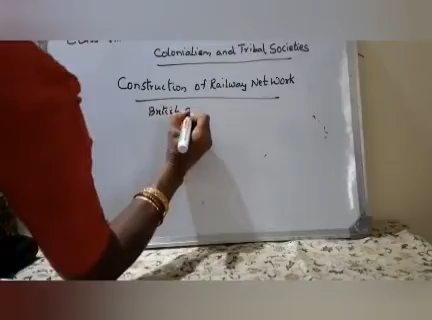 Colonialism and Tribal Societies
Construction of Railway Network
British